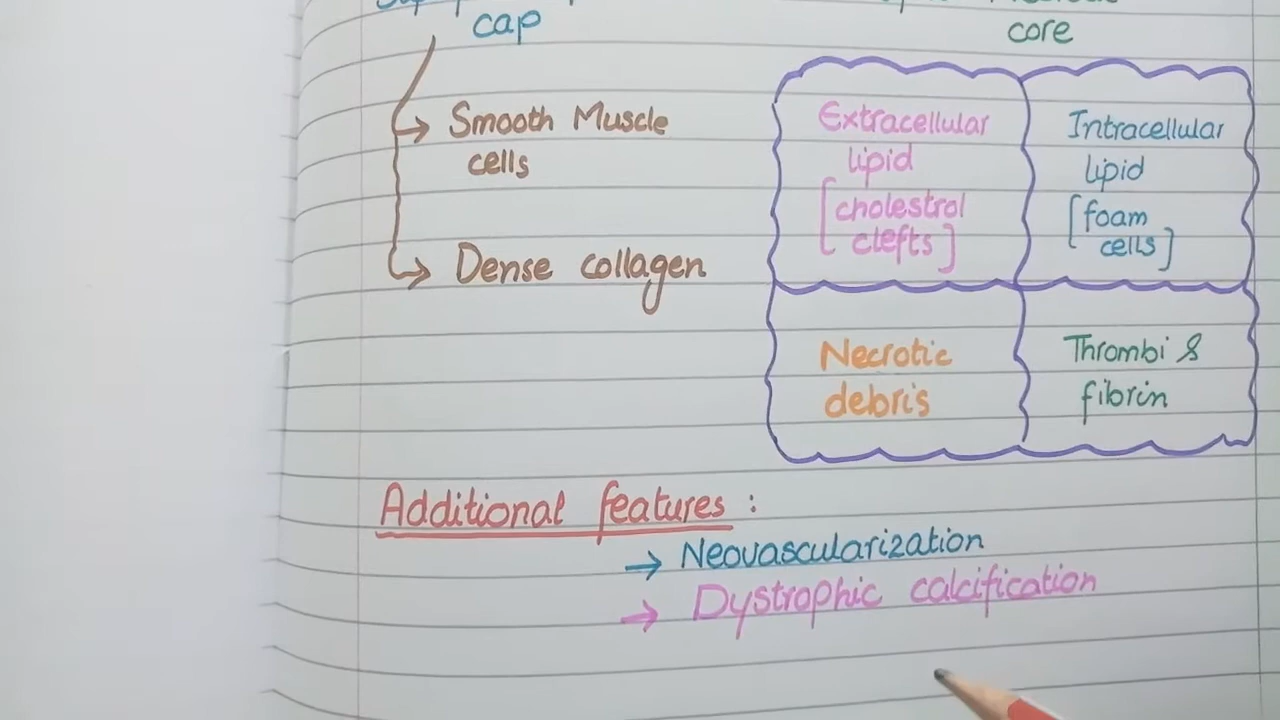 cap
core
Smooth Muscle
cells
Dense collagen
Extracellular
lipid
[cholestrol
clefts]
Intracellular
lipid
[foam
cells]
Necrotic
debris
Thrombi &
fibrin
Additional features :
→ Neovascularization
→ Dystrophic calcification